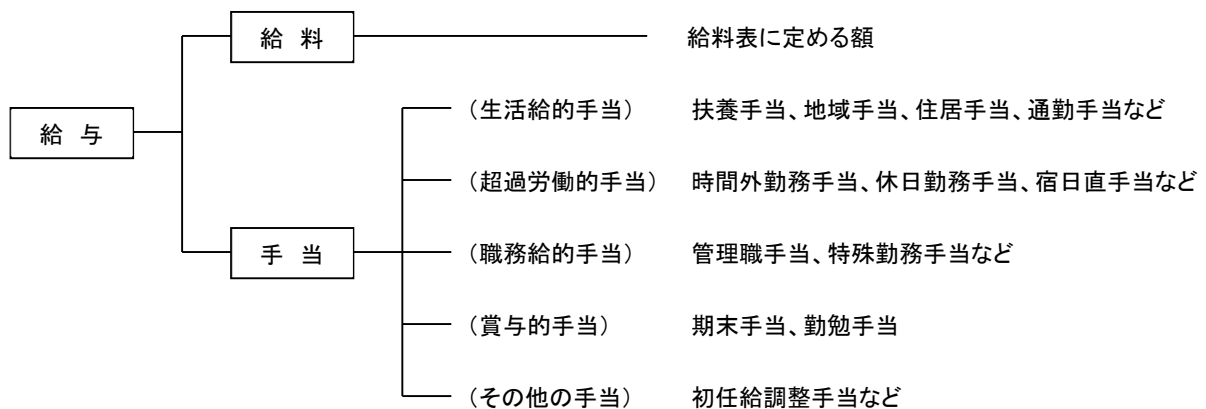 給料 給料表に定める額
(生活給的手当) 扶養手当、地域手当、住居手当、通勤手当など
給与
(超過労働的手当) 時間外勤務手当、休日勤務手当、宿日直手当など
手当 (職務給的手当) 管理職手当、特殊勤務手当など
(賞与的手当) 期末手当、勤勉手当
(その他の手当) 初任給調整手当など